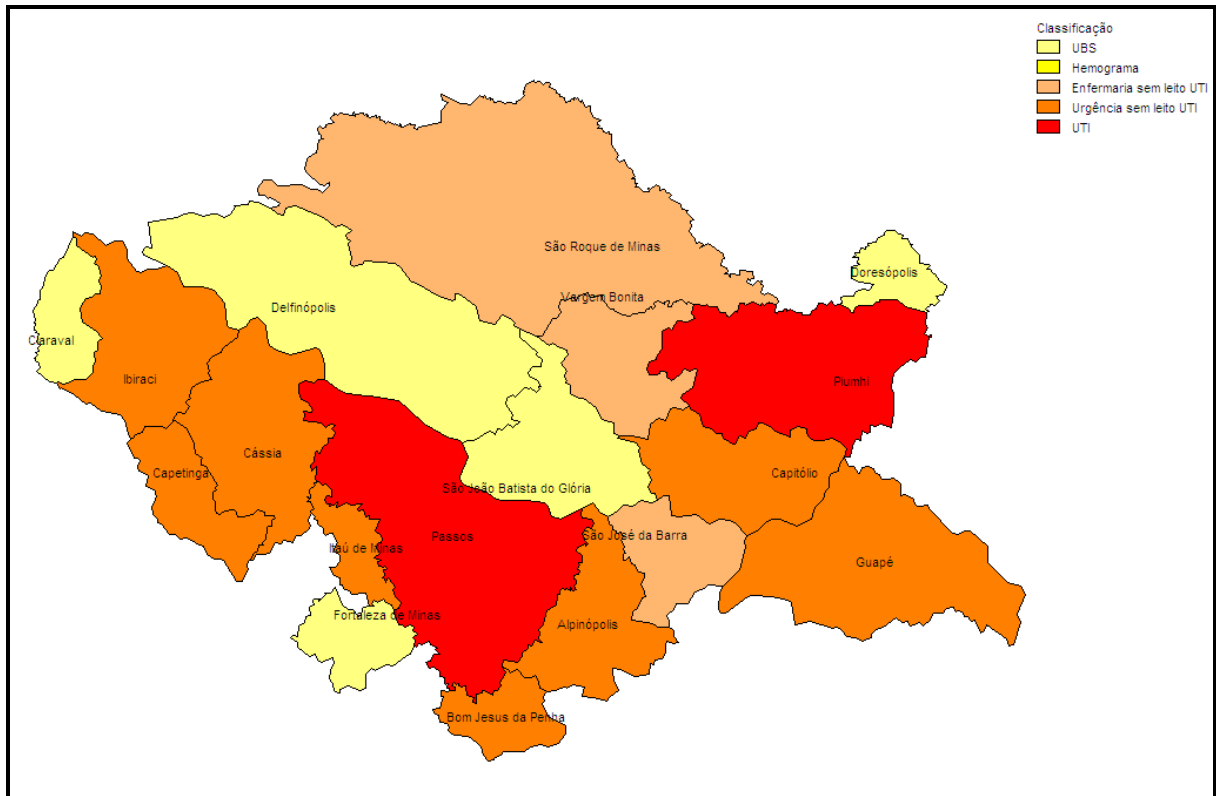 Classificação
UBS
Hemograma
Enfermaria sem leito UTI
Urgência sem leito UTI
UTI
São Roque de Minas
Doresópolis
Vargem Bonita
Delfinópolis
Claraval
Ibiraci
Piumhi
Cássia
Capetinga
Capitólio
São João Batista do Glória
Passos
São José da Barra
Itaú de Minas
Guapé
Fortaleza de Minas
Alpinópolis
Bom Jesus da Penha